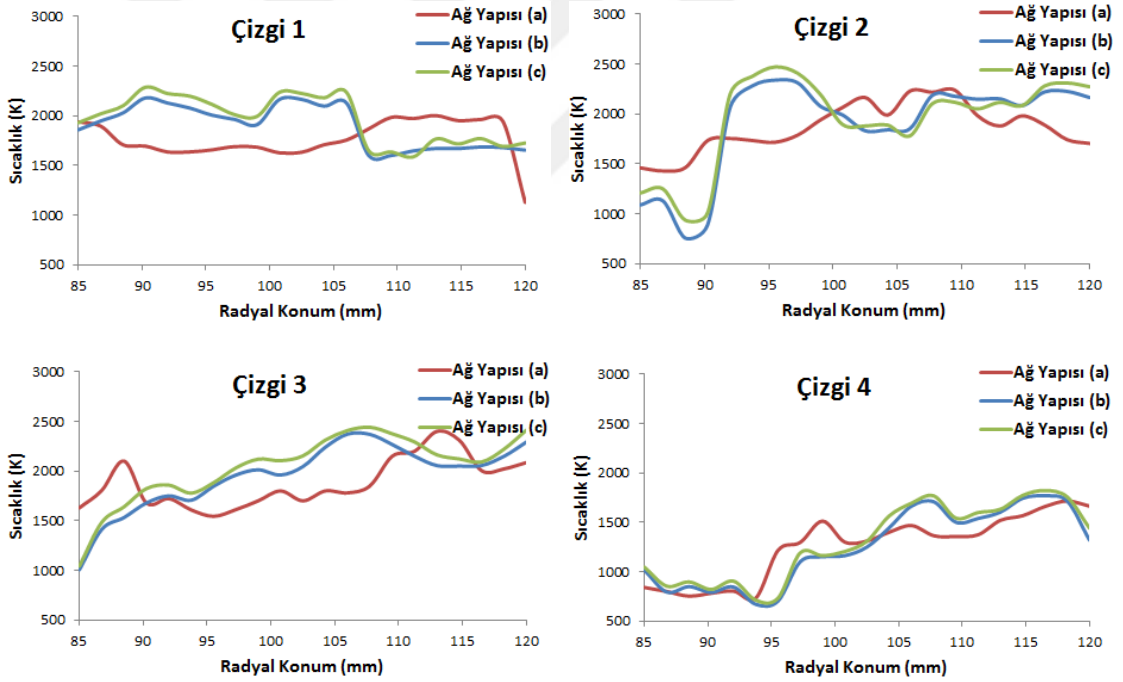 Çizgi 1
Ağ Yapısı (a)
Ağ Yapısı (b)
Ağ Yapısı (c)
Sıcaklık (K)
3000
2500
2000
1500
1000
500
85 90 95 100 105 110 115 120
Radyal Konum (mm)
Çizgi 2
Ağ Yapısı (a)
Ağ Yapısı (b)
Ağ Yapısı (c)
Sıcaklık (K)
3000
2500
2000
1500
1000
500
85 90 95 100 105 110 115 120
Radyal Konum (mm)
Çizgi 3
Ağ Yapısı (a)
Ağ Yapısı (b)
Ağ Yapısı (c)
Sıcaklık (K)
3000
2500
2000
1500
1000
500
85 90 95 100 105 110 115 120
Radyal Konum (mm)
Çizgi 4
Ağ Yapısı (a)
Ağ Yapısı (b)
Ağ Yapısı (c)
Sıcaklık (K)
3000
2500
2000
1500
1000
500
85 90 95 100 105 110 115 120
Radyal Konum (mm)